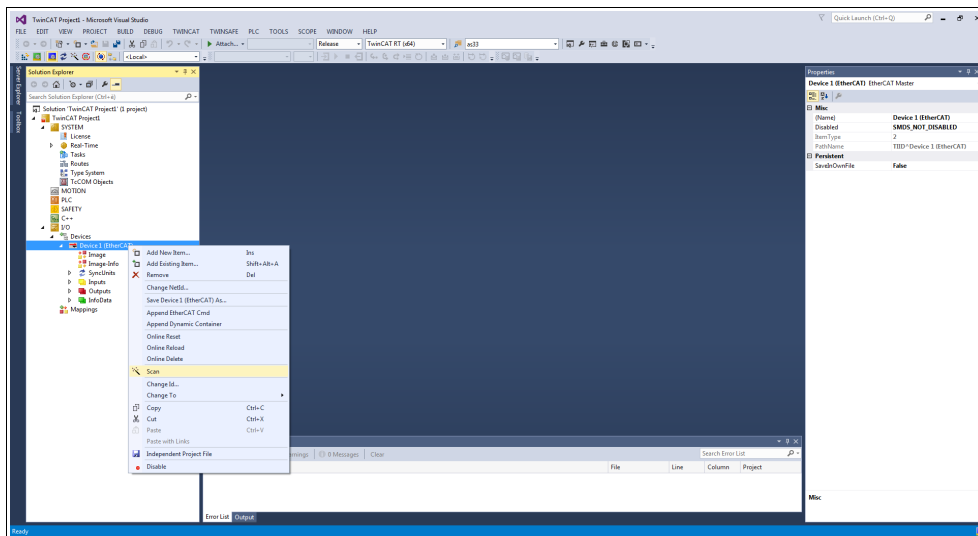 TwinCAT Project1 - Microsoft Visual Studio
Quick Launch (Ctrl+Q)
FILE EDIT VIEW PROJECT BUILD DEBUG TWINCAT TWINSAFE PLC TOOLS SCOPE WINDOW HELP
Attach... Release TwinCAT RT (x64) as33
<Local>
Server Explorer
Toolbox
Solution Explorer
Search Solution Explorer (Ctrl+è)
Solution 'TwinCAT Project1' (1 project)
TwinCAT Project1
SYSTEM
License
Real-Time
Tasks
Routes
Type System
TcCOM Objects
MOTION
PLC
SAFETY
C++
I/O
Devices
Device 1 (EtherCAT)
Image
Image-Info
SyncUnits
Inputs
Outputs
InfoData
Mappings
Add New Item... Ins
Add Existing Item... Shift+Alt+A
Remove Del
Change NetId...
Save Device 1 (EtherCAT) As...
Append EtherCAT Cmd
Append Dynamic Container
Online Reset
Online Reload
Online Delete
Scan
Change Id...
Change To
Copy Ctrl+C
Cut Ctrl+X
Paste Ctrl+V
Paste with Links
Independent Project File
Disable
0 Messages Clear
Search Error List
File Line Column Project
Error List Output
Properties
Device 1 (EtherCAT) EtherCAT Master
Misc
(Name) Device 1 (EtherCAT)
Disabled SMDS_NOT_DISABLED
ItemType 2
PathName TIID^Device 1 (EtherCAT)
Persistent
SaveInOwnFile False
Misc
Ready